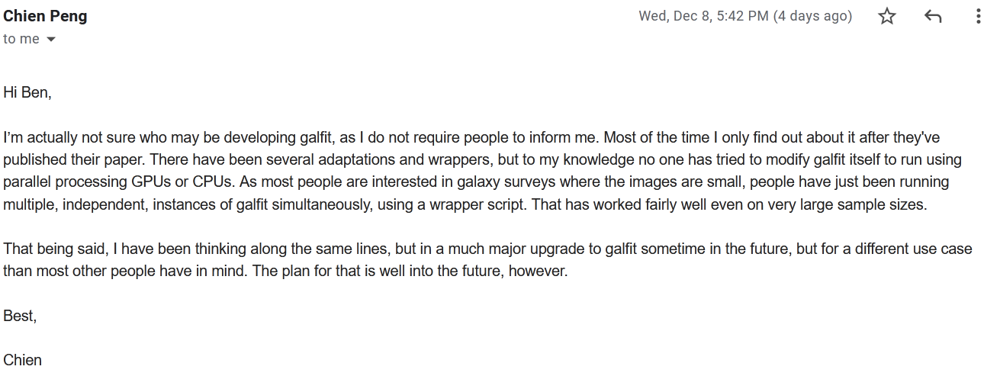 Chien Peng
Wed, Dec 8, 5:42 PM (4 days ago)
to me
Hi Ben,
I’m actually not sure who may be developing galfit, as I do not require people to inform me. Most of the time I only find out about it after they've
published their paper. There have been several adaptations and wrappers, but to my knowledge no one has tried to modify galfit itself to run using
parallel processing GPUs or CPUs. As most people are interested in galaxy surveys where the images are small, people have just been running
multiple, independent, instances of galfit simultaneously, using a wrapper script. That has worked fairly well even on very large sample sizes.
That being said, I have been thinking along the same lines, but in a much major upgrade to galfit sometime in the future, but for a different use case
than most other people have in mind. The plan for that is well into the future, however.
Best,
Chien